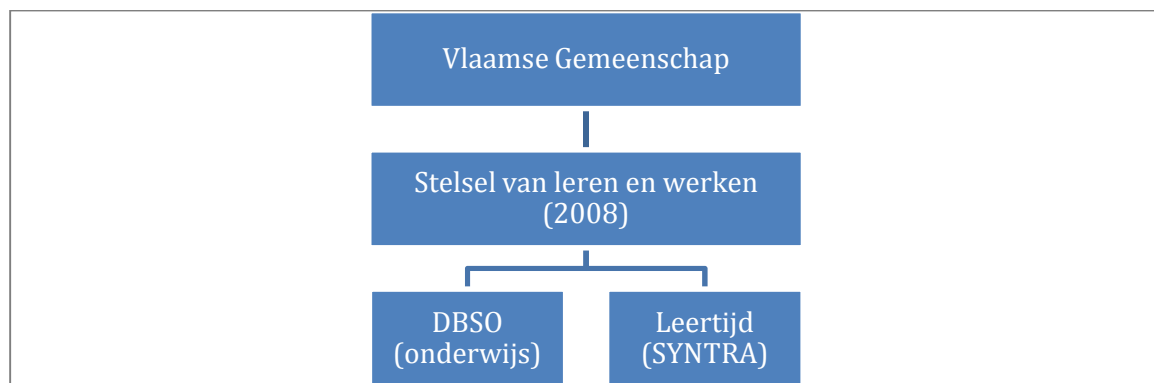 Vlaamse Gemeenschap
Stelsel van leren en werken
(2008)
DBSO
(onderwijs)
Leertijd
(SYNTRA)